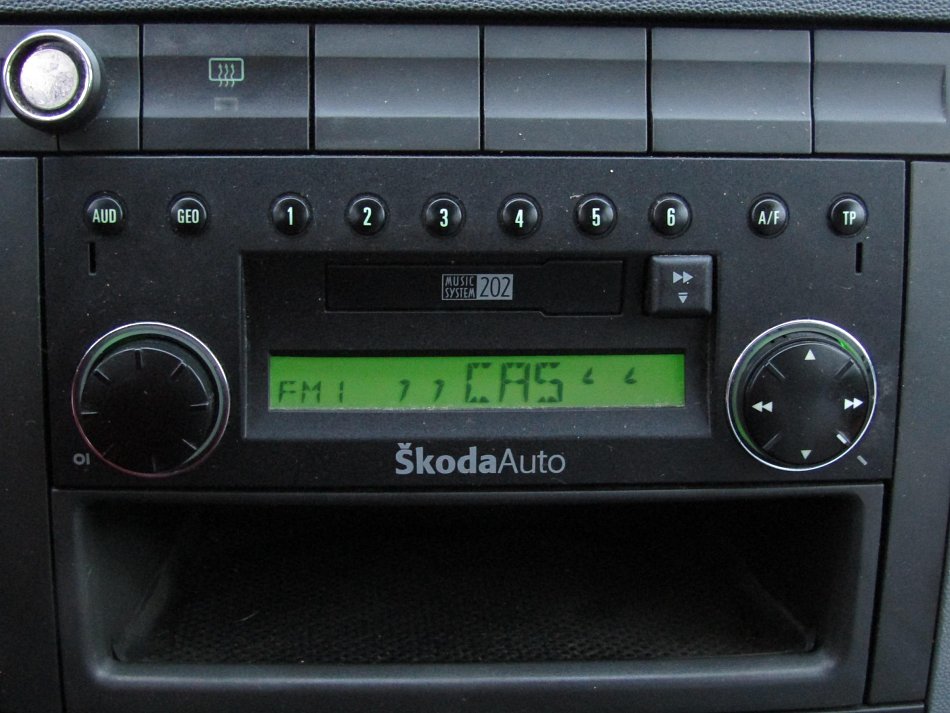 AUD GEO 1 2 3 4 5 6 A/F TP
MUSIC
SYSTEM 202
FM1 ,, CAS ‘‘
ŠkodaAuto